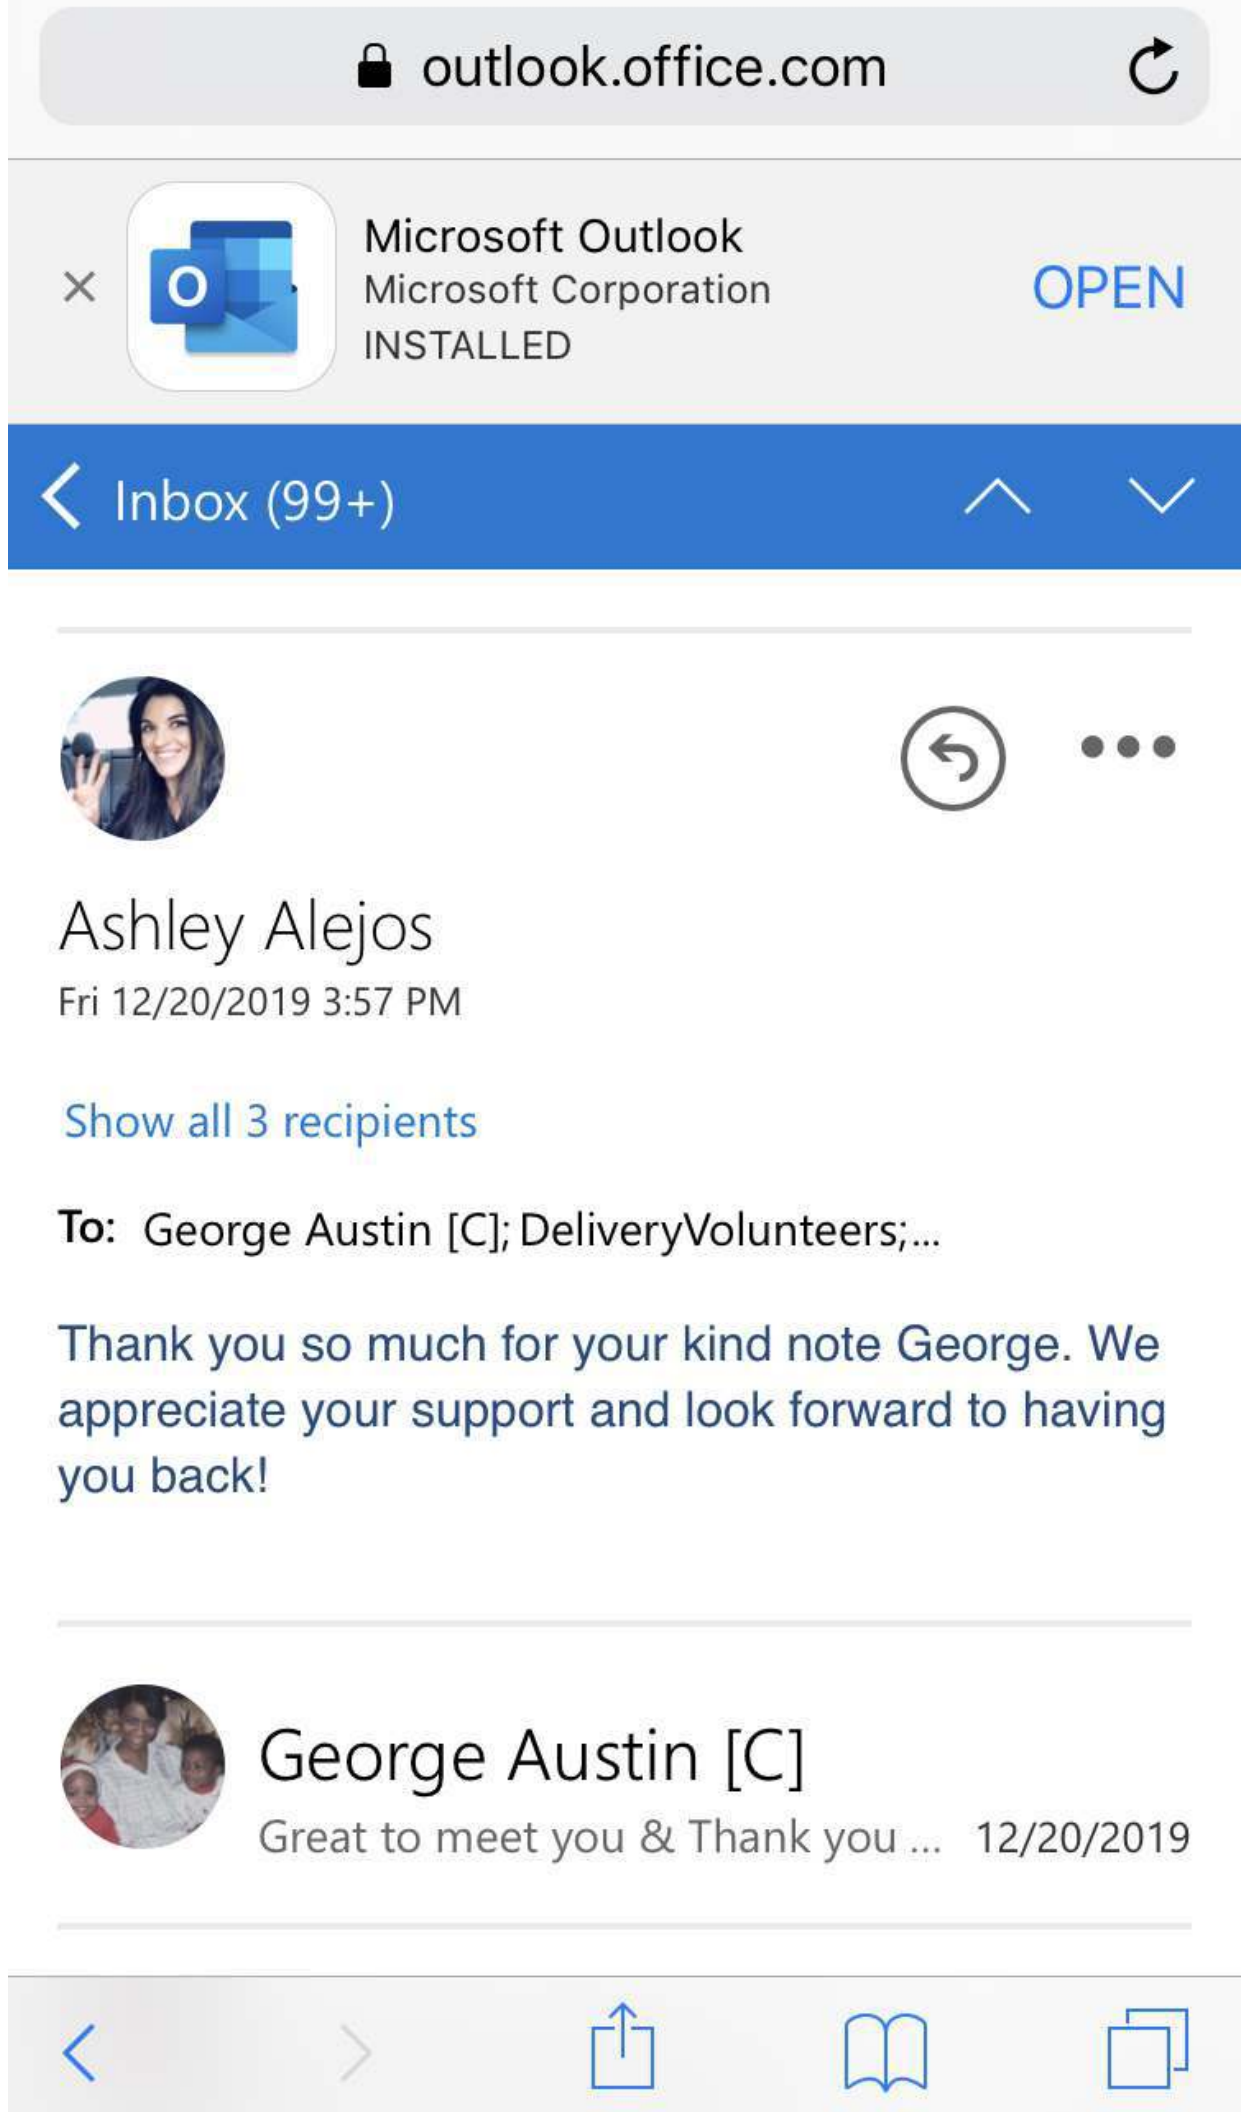 outlook.office.com
Microsoft Outlook
Microsoft Corporation
INSTALLED
OPEN
Inbox (99+)
Ashley Alejos
Fri 12/20/2019 3:57 PM
Show all 3 recipients
To: George Austin [C]; DeliveryVolunteers;...
Thank you so much for your kind note George. We
appreciate your support and look forward to having
you back!
George Austin [C]
Great to meet you & Thank you ... 12/20/2019